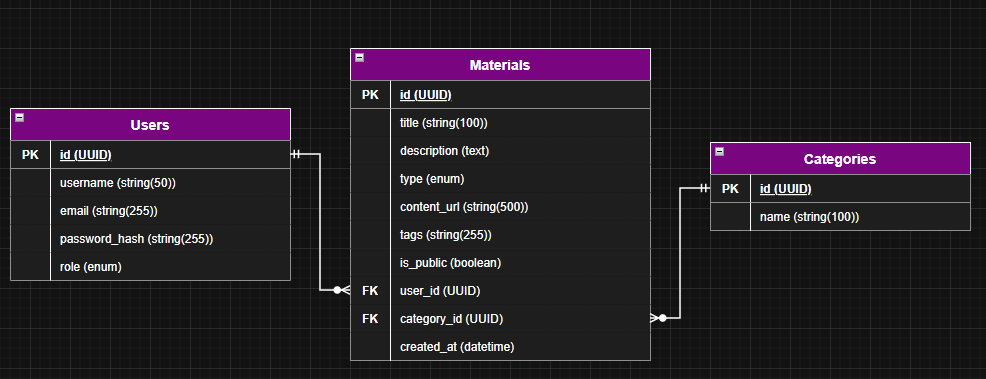 Users
PK id (UUID)
username (string(50))
email (string(255))
password_hash (string(255))
role (enum)
Materials
PK id (UUID)
title (string(100))
description (text)
type (enum)
content_url (string(500))
tags (string(255))
is_public (boolean)
FK user_id (UUID)
FK category_id (UUID)
created_at (datetime)
Categories
PK id (UUID)
name (string(100))